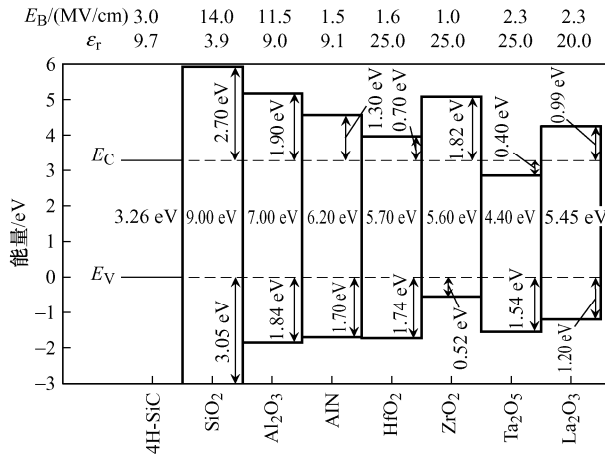 E_B/(MV/cm) 3.0 14.0 11.5 1.5 1.6 1.0 2.3 2.3
ε_r 9.7 3.9 9.0 9.1 25.0 25.0 25.0 20.0
能量/eV
6
5
4
3
2
1
0
−1
−2
−3
E_C
E_V
2.70 eV
1.90 eV
1.30 eV
0.70 eV
1.82 eV
0.40 eV
0.99 eV
3.26 eV 9.00 eV 7.00 eV 6.20 eV 5.70 eV 5.60 eV 4.40 eV 5.45 eV
3.05 eV
1.84 eV
1.70 eV
1.74 eV
0.52 eV
1.54 eV
1.20 eV
4H-SiC
SiO₂
Al₂O₃
AlN
HfO₂
ZrO₂
Ta₂O₅
La₂O₃